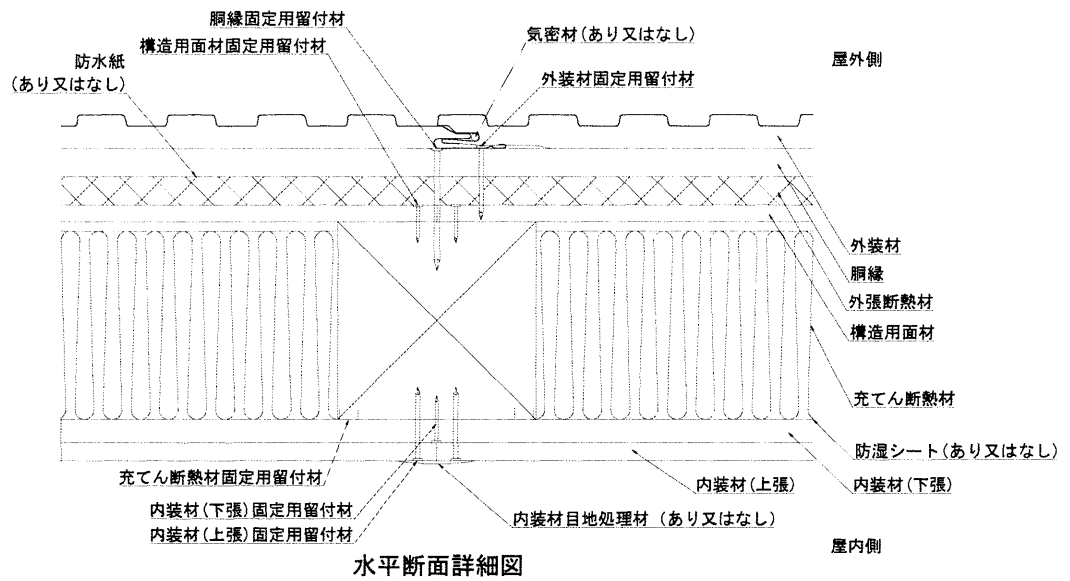 胴縁固定用留付材
構造用面材固定用留付材
防水紙
(あり又はなし)
気密材(あり又はなし)
外装材固定用留付材
屋外側
外装材
胴縁
外張断熱材
構造用面材
充てん断熱材
防湿シート(あり又はなし)
内装材(下張)
内装材(上張)
充てん断熱材固定用留付材
内装材(下張)固定用留付材
内装材(上張)固定用留付材
内装材目地処理材 (あり又はなし)
屋内側
水平断面詳細図